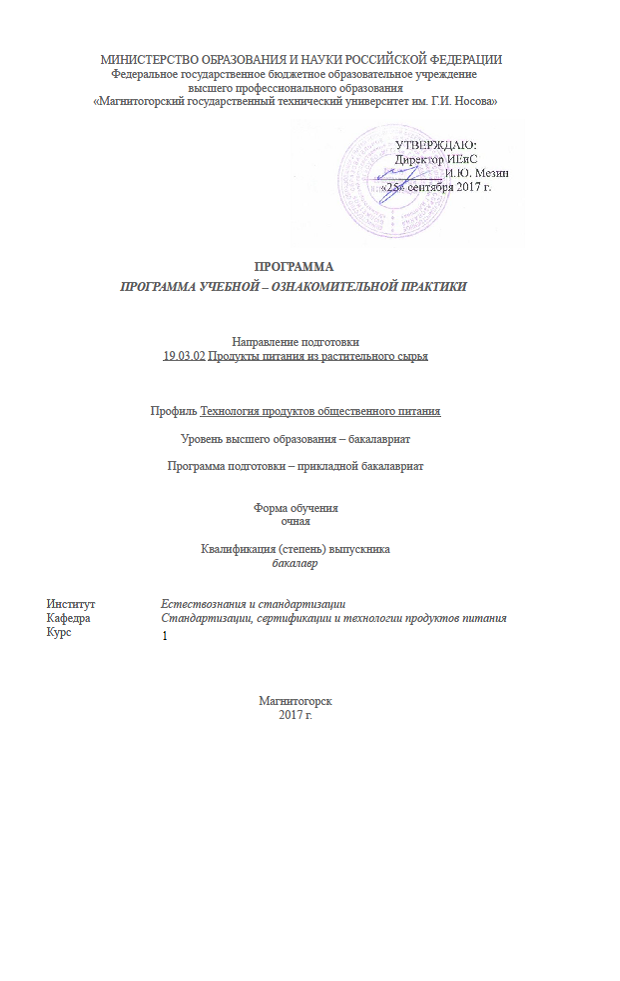 МИНИСТЕРСТВО ОБРАЗОВАНИЯ И НАУКИ РОССИЙСКОЙ ФЕДЕРАЦИИ
Федеральное государственное бюджетное образовательное учреждение
высшего профессионального образования
«Магнитогорский государственный технический университет им. Г.И. Носова»
УТВЕРЖДАЮ:
Директор ИЕиС
И.Ю. Мезин
«25» сентября 2017 г.
ПРОГРАММА
ПРОГРАММА УЧЕБНОЙ – ОЗНАКОМИТЕЛЬНОЙ ПРАКТИКИ
Направление подготовки
19.03.02 Продукты питания из растительного сырья
Профиль Технология продуктов общественного питания
Уровень высшего образования – бакалавриат
Программа подготовки – прикладной бакалавриат
Форма обучения
очная
Квалификация (степень) выпускника
бакалавр
Институт Естествознания и стандартизации
Кафедра Стандартизации, сертификации и технологии продуктов питания
Курс 1
Магнитогорск
2017 г.